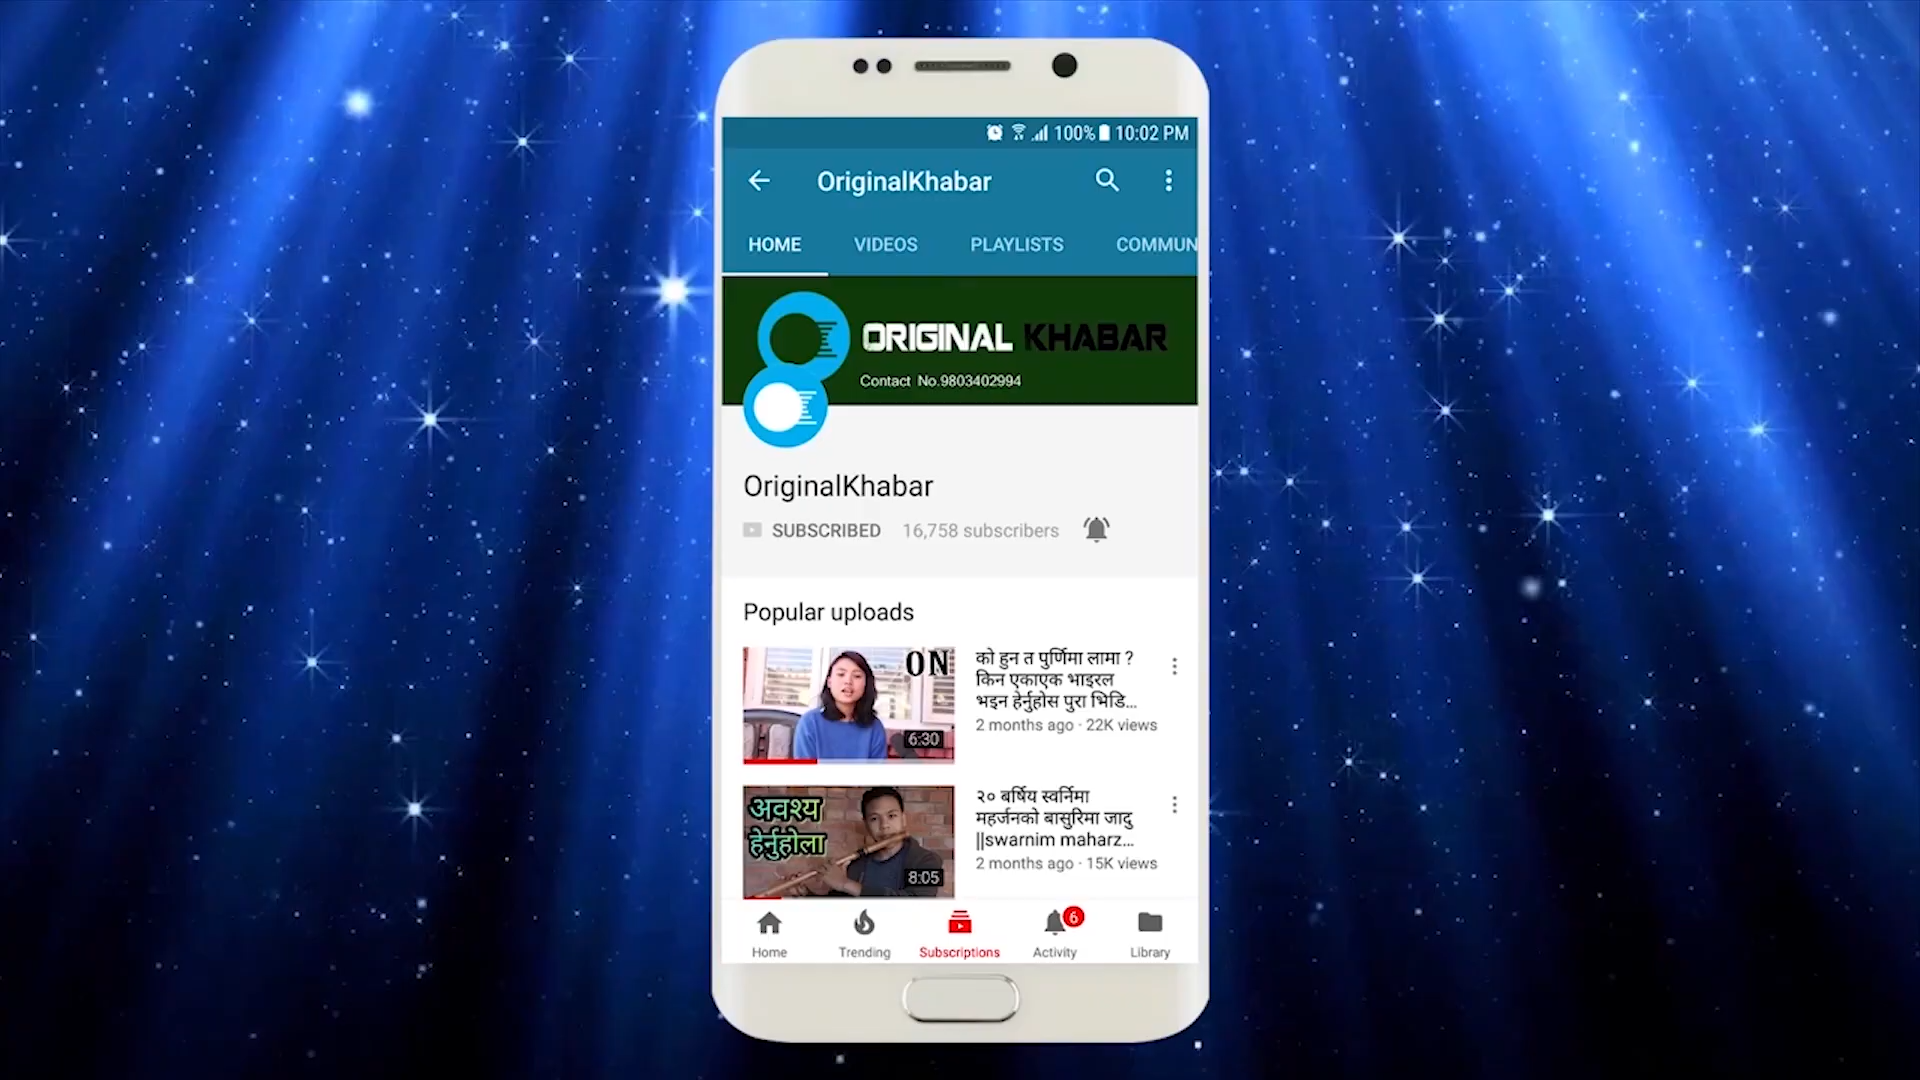 100% 10:02 PM
OriginalKhabar
HOME VIDEOS PLAYLISTS COMMUN
ORIGINAL KHABAR
Contact No.9803402994
OriginalKhabar
SUBSCRIBED 16,758 subscribers
Popular uploads
ON
6:30
को हुन त पुर्णिमा लामा ?
किन एकाएक भाइरल
भइन हेर्नुहोस पुरा भिडि...
2 months ago · 22K views
अवश्य
हेर्नुहोला
8:05
२० बर्षिय स्वर्निमा
महर्जनको बासुरिमा जादु
||swarnim maharz...
2 months ago · 15K views
6
Home Trending Subscriptions Activity Library